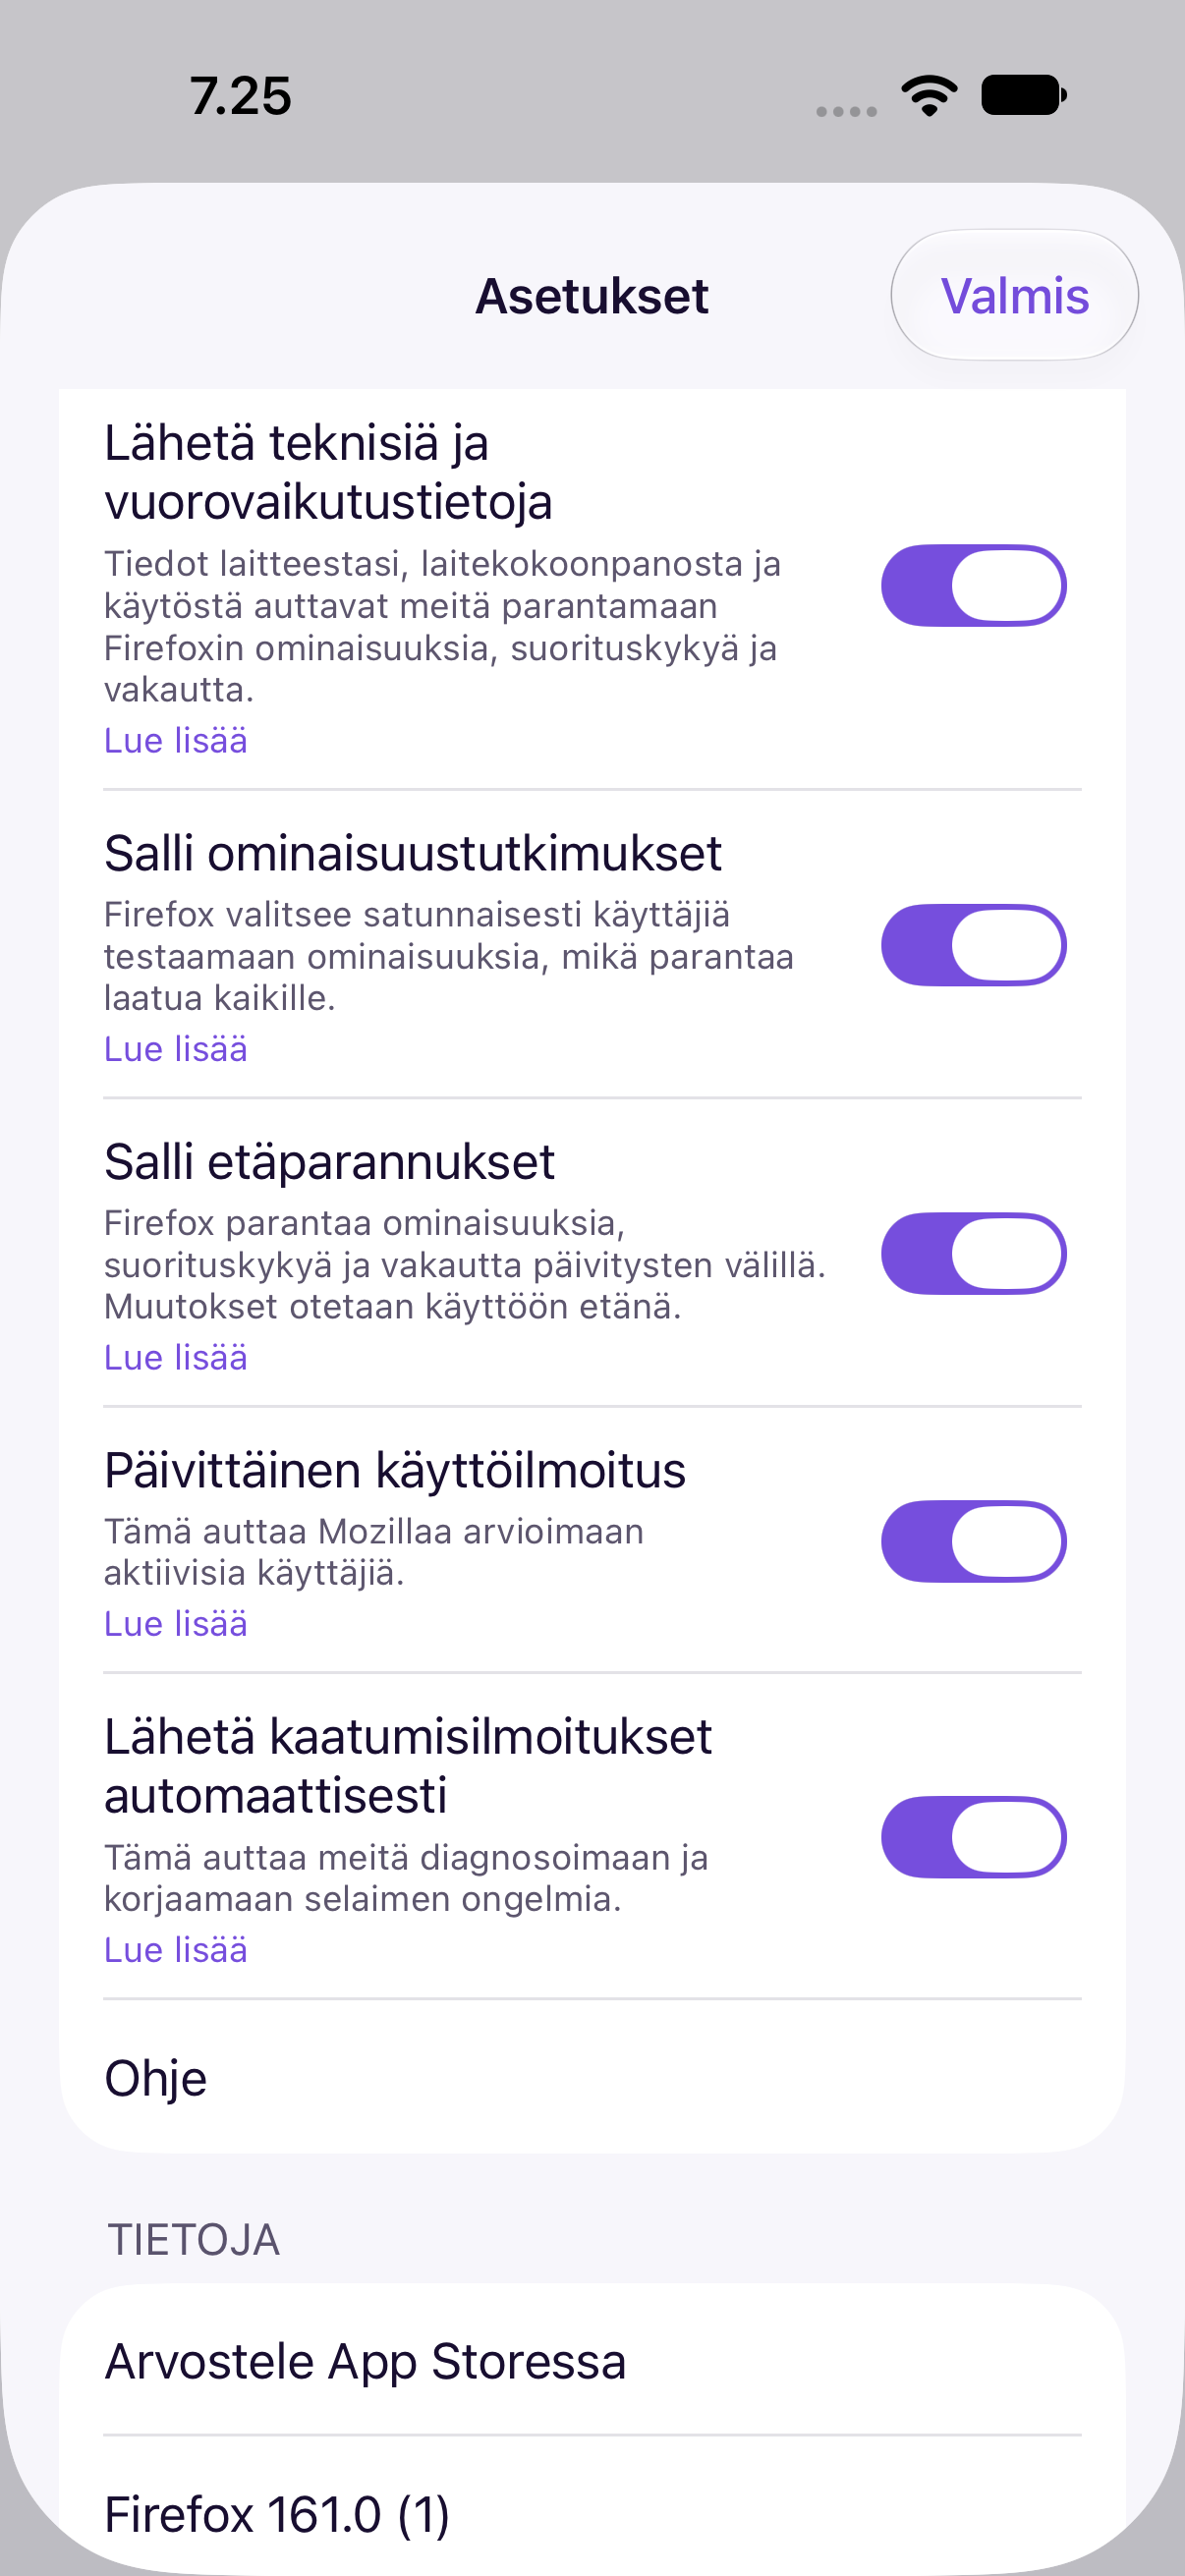 7.25
Asetukset
Valmis
Lähetä teknisiä ja
vuorovaikutustietoja
Tiedot laitteestasi, laitekokoonpanosta ja
käytöstä auttavat meitä parantamaan
Firefoxin ominaisuuksia, suorituskykyä ja
vakautta.
Lue lisää
Salli ominaisuustutkimukset
Firefox valitsee satunnaisesti käyttäjiä
testaamaan ominaisuuksia, mikä parantaa
laatua kaikille.
Lue lisää
Salli etäparannukset
Firefox parantaa ominaisuuksia,
suorituskykyä ja vakautta päivitysten välillä.
Muutokset otetaan käyttöön etänä.
Lue lisää
Päivittäinen käyttöilmoitus
Tämä auttaa Mozillaa arvioimaan
aktiivisia käyttäjiä.
Lue lisää
Lähetä kaatumisilmoitukset
automaattisesti
Tämä auttaa meitä diagnosoimaan ja
korjaamaan selaimen ongelmia.
Lue lisää
Ohje
TIETOJA
Arvostele App Storessa
Firefox 161.0 (1)